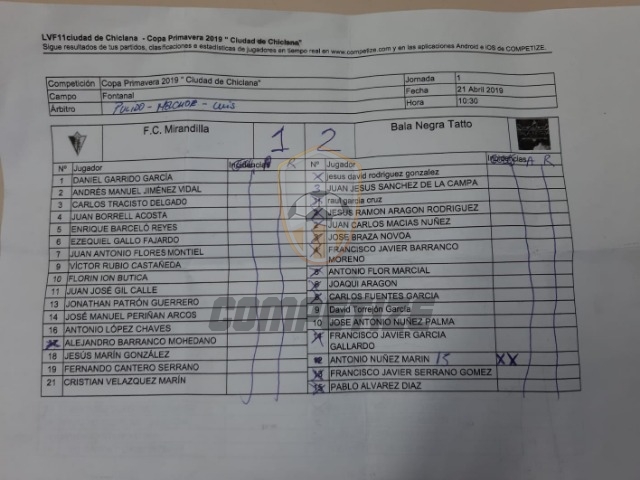 LVF11ciudad de Chiclana - Copa Primavera 2019 " Ciudad de Chiclana"
Sigue resultados de tus partidos, clasificaciones e estadísticas de jugadores en tiempo real en www.competize.com y en las aplicaciones Android e iOS de COMPETIZE.
Competición Copa Primavera 2019 " Ciudad de Chiclana" Jornada 1
Campo Fontanal Fecha 21 Abril 2019
Árbitro PULIDO - MELCHOR - LUIS Hora 10:30
F.C. Mirandilla 1 2 Bala Negra Tatto
Nº Jugador Incidencias Nº Jugador Incidencias
1 DANIEL GARRIDO GARCÍA jesus david rodriguez gonzalez
2 ANDRÉS MANUEL JIMÉNEZ VIDAL JUAN JESUS SANCHEZ DE LA CAMPA
3 CARLOS TRACISTO DELGADO raul garcia cruz
4 JUAN BORRELL ACOSTA JESUS RAMON ARAGON RODRIGUEZ
5 ENRIQUE BARCELÓ REYES JUAN CARLOS MACIAS NUÑEZ
6 EZEQUIEL GALLO FAJARDO JOSE BRAZA NOVOA
7 JUAN ANTONIO FLORES MONTIEL FRANCISCO JAVIER BARRANCO
MORENO
9 VÍCTOR RUBIO CASTAÑEDA ANTONIO FLOR MARCIAL
10 FLORIN ION BUTICA JOAQUI ARAGON
11 JUAN JOSÉ GIL CALLE CARLOS FUENTES GARCIA
13 JONATHAN PATRÓN GUERRERO 9 David Torrejón Garcia
14 JOSÉ MANUEL PERIÑAN ARCOS 10 JOSE ANTONIO NUÑEZ PALMA
16 ANTONIO LÓPEZ CHAVES FRANCISCO JAVIER GARCIA
GALLARDO
ALEJANDRO BARRANCO MOHEDANO
18 JESÚS MARÍN GONZÁLEZ ANTONIO NUÑEZ MARIN 15 XX
19 FERNANDO CANTERO SERRANO FRANCISCO JAVIER SERRANO GOMEZ
21 CRISTIAN VELAZQUEZ MARÍN PABLO ALVAREZ DIAZ
COMPETIZE